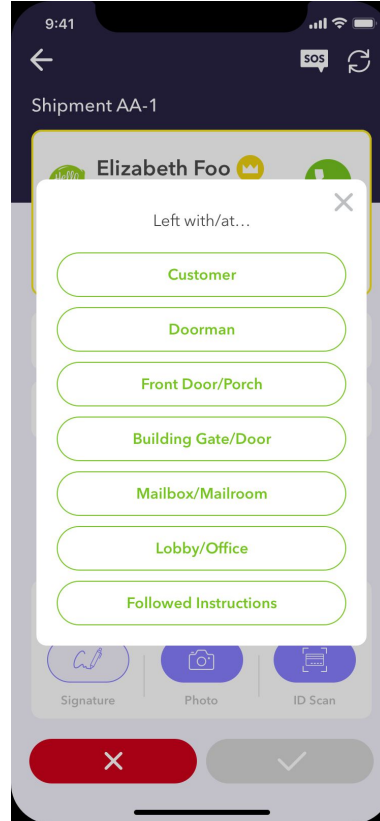 9:41
SOS
Shipment AA-1
Hello
Elizabeth Foo
Left with/at...
Customer
Doorman
Front Door/Porch
Building Gate/Door
Mailbox/Mailroom
Lobby/Office
Followed Instructions
Signature
Photo
ID Scan